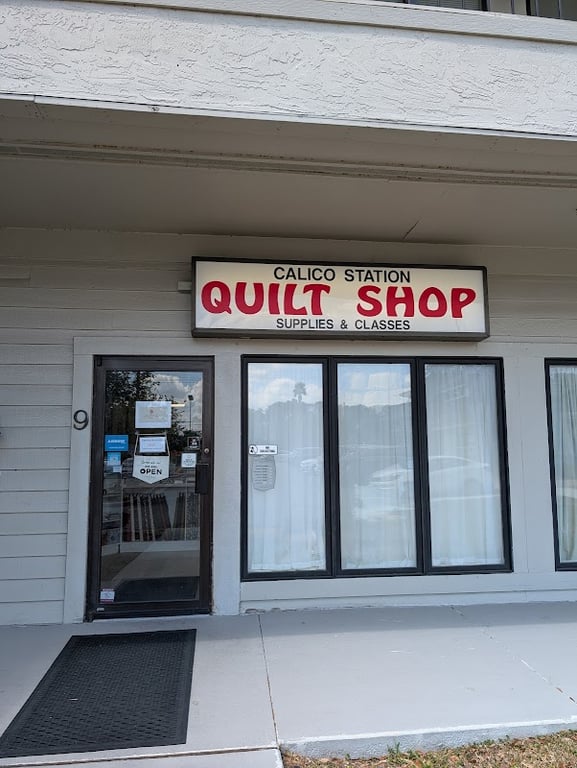 CALICO STATION
QUILT SHOP
SUPPLIES & CLASSES
9
OPEN